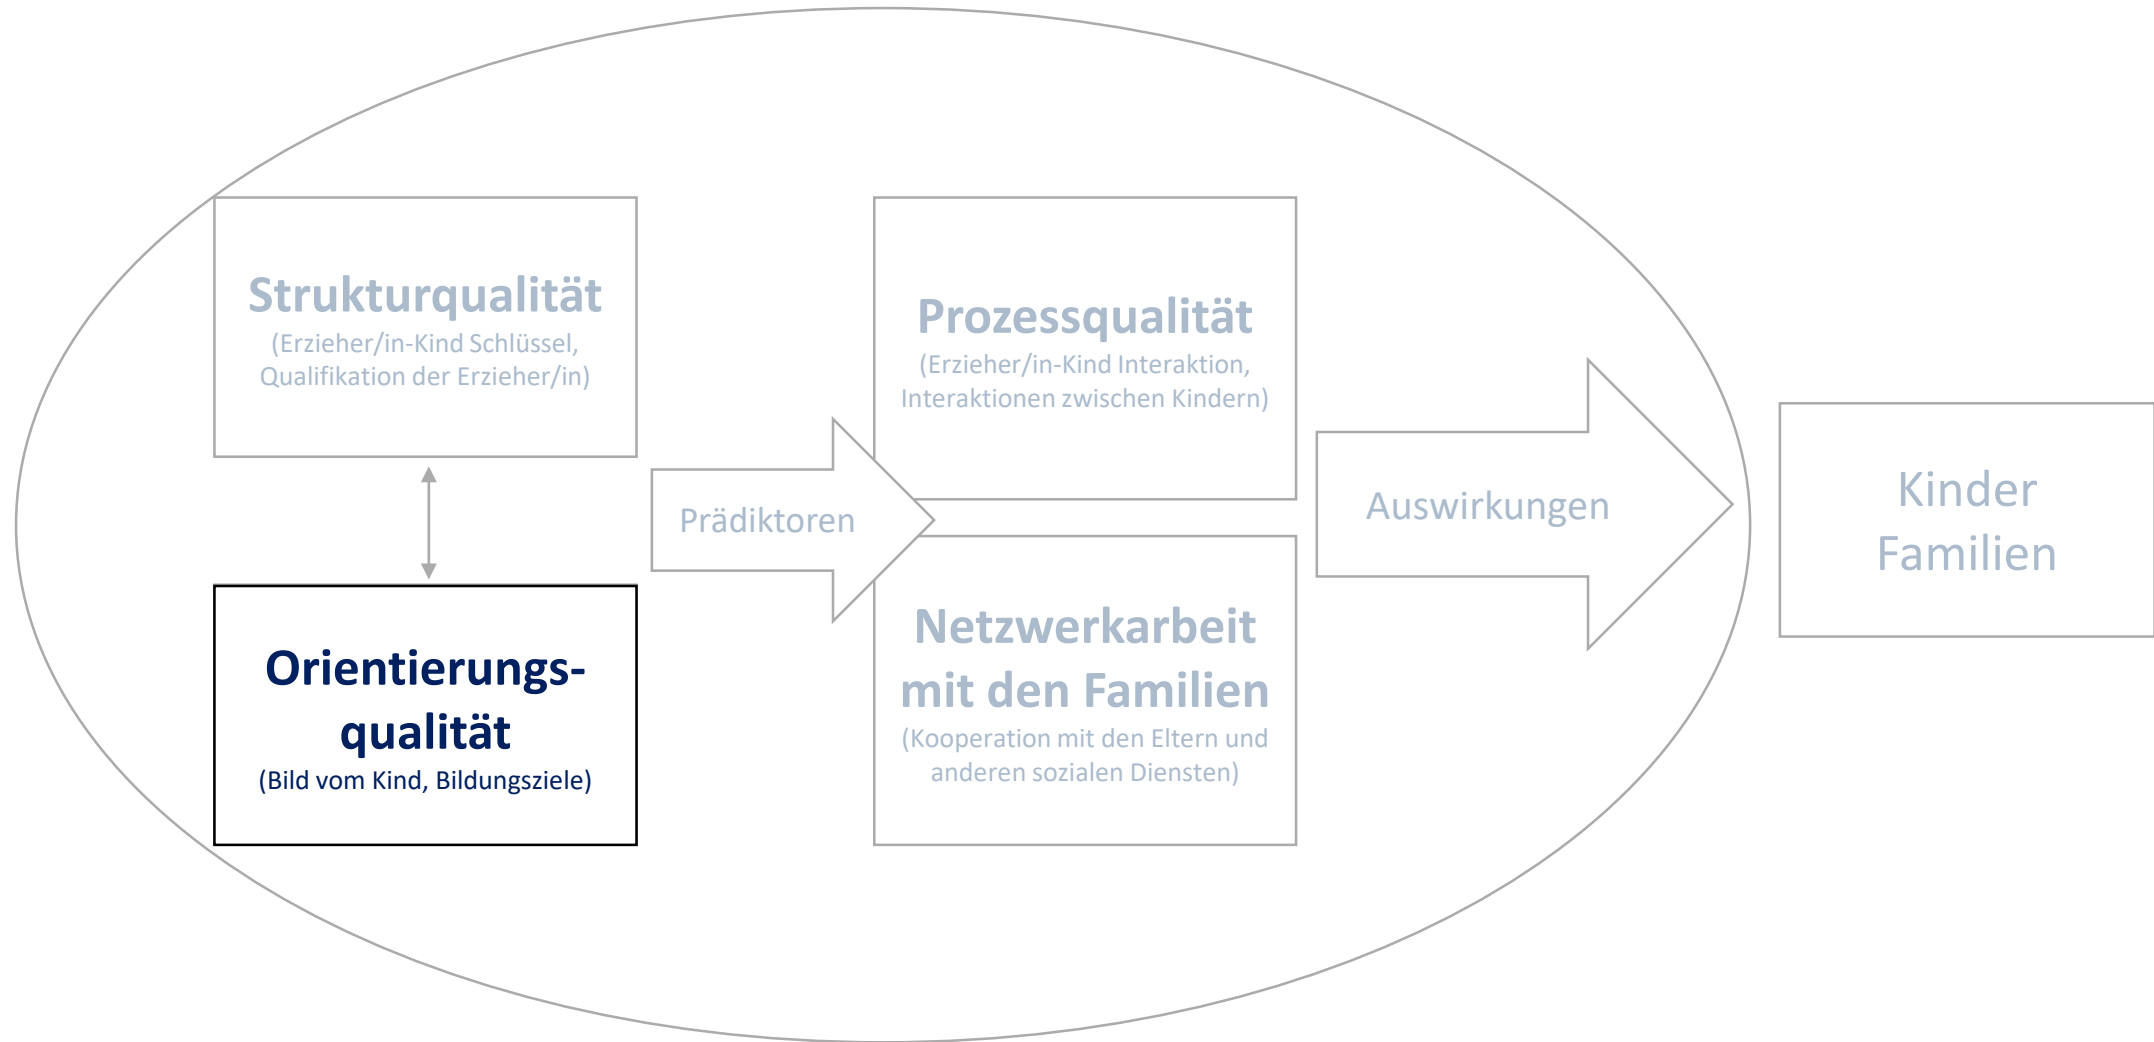 Strukturqualität
(Erzieher/in-Kind Schlüssel,
Qualifikation der Erzieher/in)
Orientierungs-
qualität
(Bild vom Kind, Bildungsziele)
Prädiktoren
Prozessqualität
(Erzieher/in-Kind Interaktion,
Interaktionen zwischen Kindern)
Netzwerkarbeit
mit den Familien
(Kooperation mit den Eltern und
anderen sozialen Diensten)
Auswirkungen
Kinder
Familien